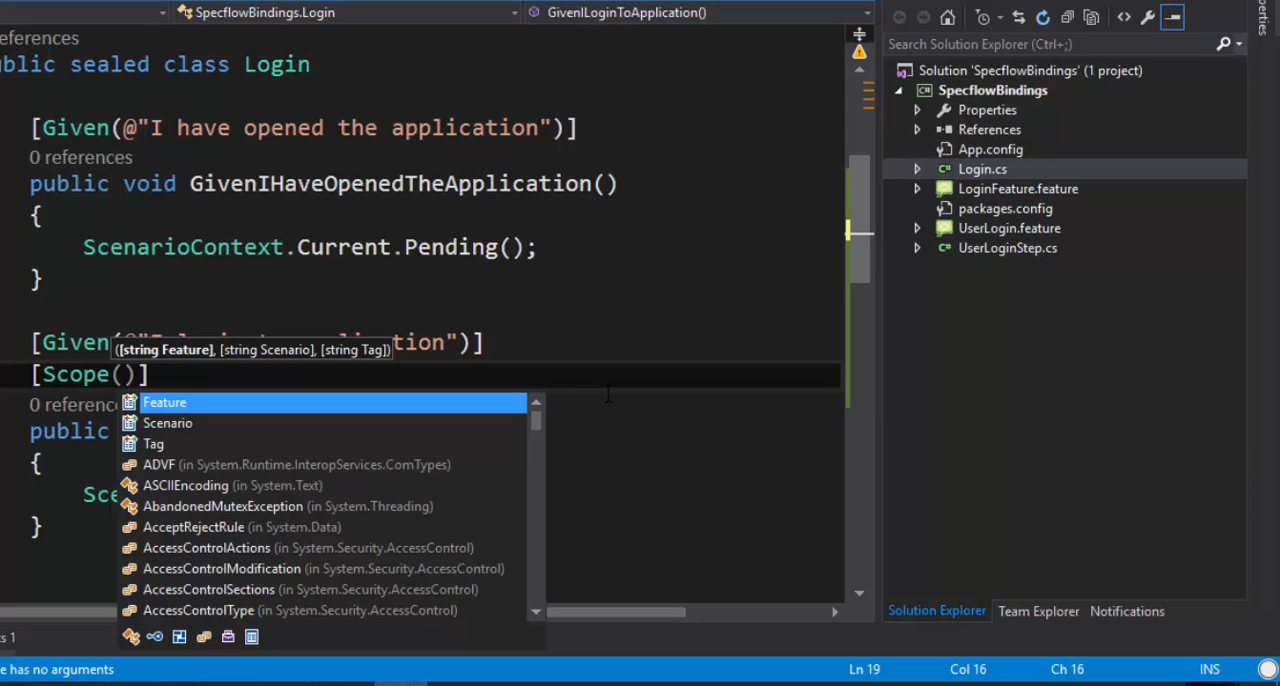 SpecflowBindings.Login
GivenILoginToApplication()
eferences
blic sealed class Login
[Given(@"I have opened the application")]
0 references
public void GivenIHaveOpenedTheApplication()
{
ScenarioContext.Current.Pending();
}
[Given tion")]
([string Feature], [string Scenario], [string Tag])
[Scope()]
0 referenc
public
{
Sce
}
Feature
Scenario
Tag
ADVF (in System.Runtime.InteropServices.ComTypes)
ASCIIEncoding (in System.Text)
AbandonedMutexException (in System.Threading)
AcceptRejectRule (in System.Data)
AccessControlActions (in System.Security.AccessControl)
AccessControlModification (in System.Security.AccessControl)
AccessControlSections (in System.Security.AccessControl)
AccessControlType (in System.Security.AccessControl)
s 1
Search Solution Explorer (Ctrl+;)
Solution 'SpecflowBindings' (1 project)
C# SpecflowBindings
Properties
References
App.config
C# Login.cs
LoginFeature.feature
packages.config
UserLogin.feature
C# UserLoginStep.cs
Solution Explorer Team Explorer Notifications
perties
e has no arguments
Ln 19 Col 16 Ch 16 INS